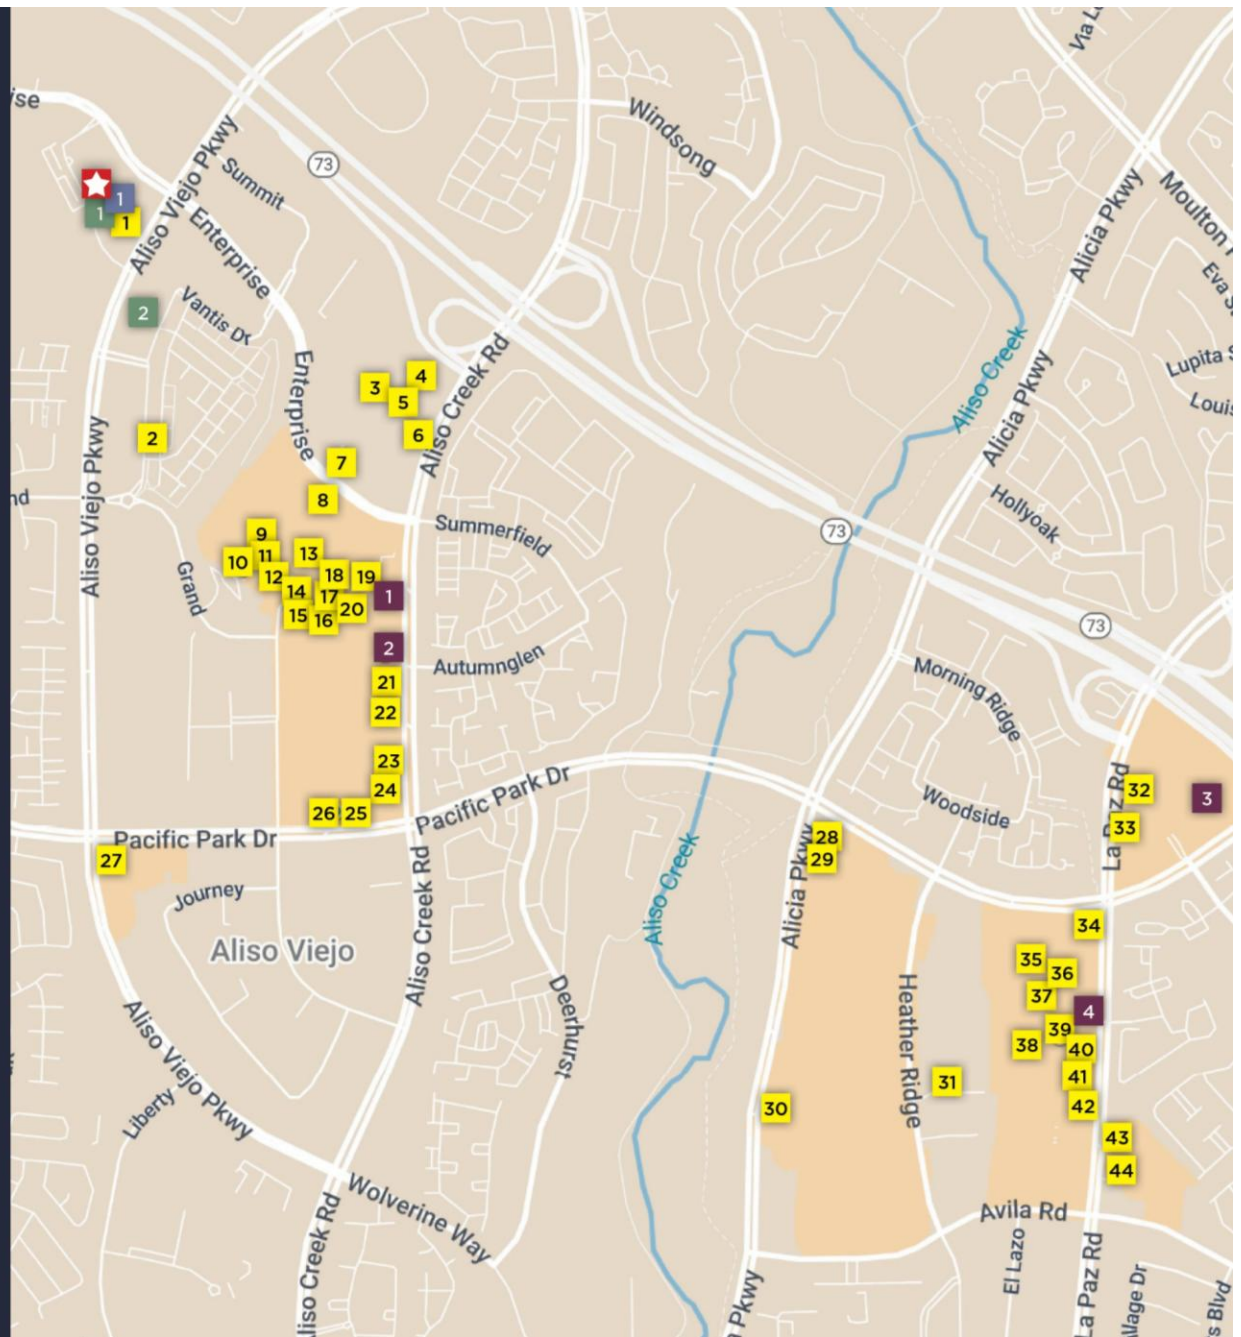 Windsong
73
Aliso Viejo Pkwy
Summit
Enterprise
1
1
1
2
Vantis Dr
Enterprise
Aliso Creek Rd
3
4
5
6
7
8
2
Aliso Viejo Pkwy
Summerfield
9
10
11
12
13
14
15
16
17
18
19
20
1
2
Grand
Autumnglen
21
22
23
24
25
26
Pacific Park Dr
Pacific Park Dr
27
Journey
Aliso Viejo
Aliso Creek Rd
Deerhurst
Aliso Viejo Pkwy
Liberty
Wolverine Way
Aliso Creek Rd
Alicia Pkwy
Moulton
Aliso Creek
Alicia Pkwy
Hollyoak
73
73
Morning Ridge
Woodside
La Paz Rd
32
33
3
28
29
Alicia Pkwy
Aliso Creek
Heather Ridge
30
31
34
35
36
37
4
38
39
40
41
42
43
44
Avila Rd
El Lazo
La Paz Rd
Pkwy
Lupita
Blvd